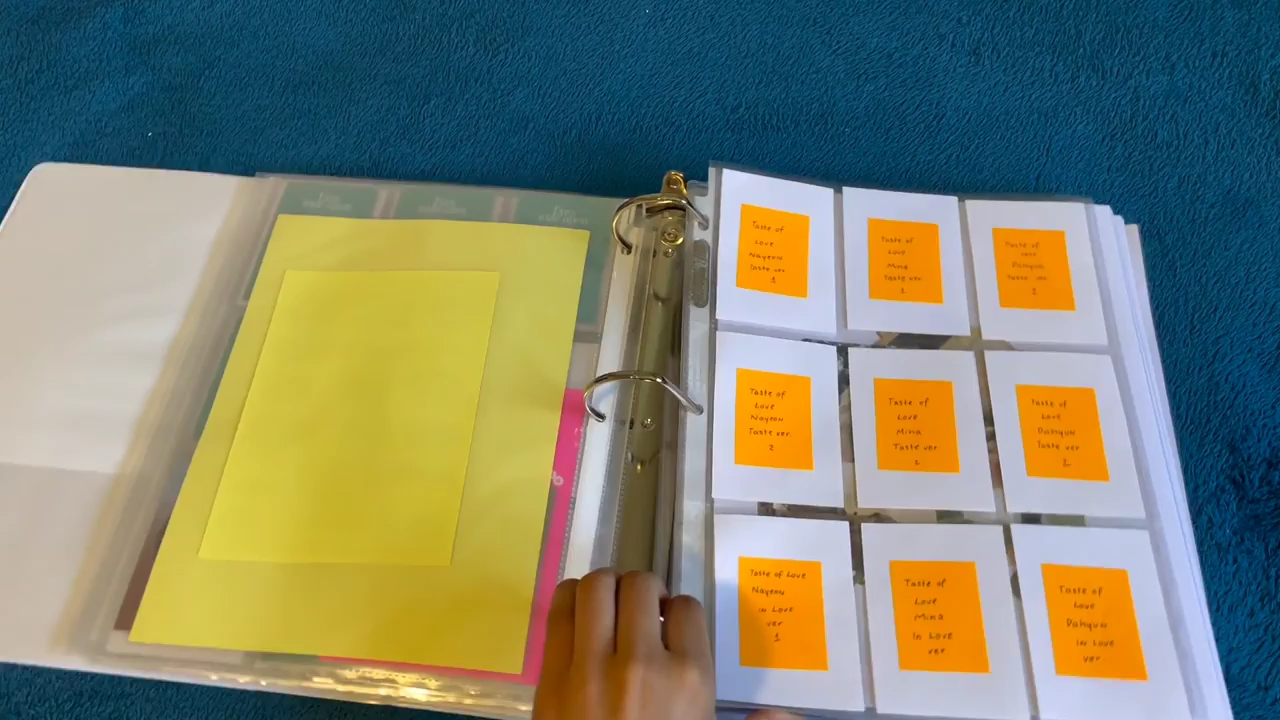 Taste of
Love
Nayeon
Taste ver
1
Taste of
Love
Mina
Taste ver
1
Taste of
Love
Dahyun
Taste ver
1
Taste of
Love
Nayeon
Taste ver.
2
Taste of
Love
Mina
Taste ver
2
Taste of
Love
Dahyun
Taste ver.
2
Taste of Love
Nayeon
in Love
ver
1
Taste of
Love
Mina
In Love
ver
Taste of
Love
Dahyun
in Love
ver.